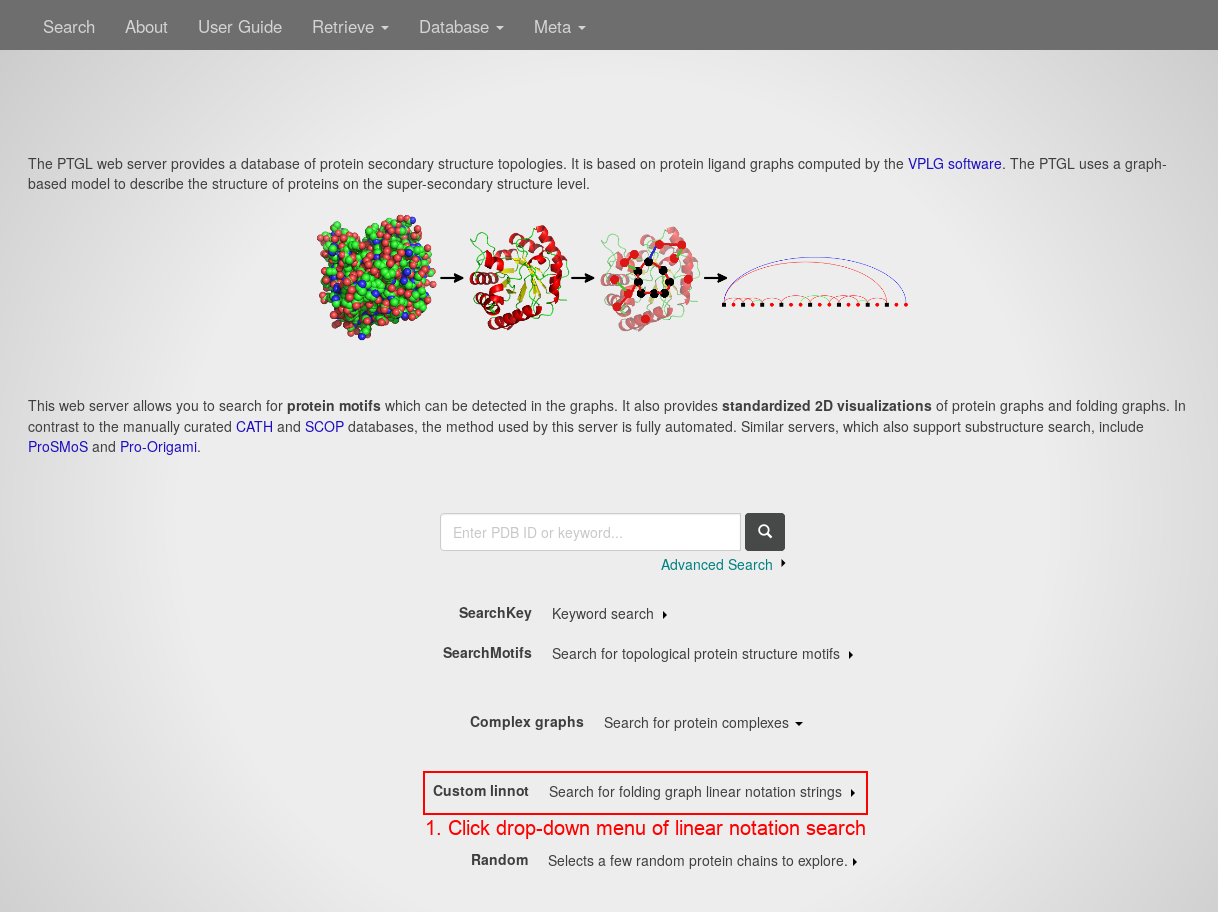 Search About User Guide Retrieve Database Meta
The PTGL web server provides a database of protein secondary structure topologies. It is based on protein ligand graphs computed by the VPLG software. The PTGL uses a graph-
based model to describe the structure of proteins on the super-secondary structure level.
This web server allows you to search for protein motifs which can be detected in the graphs. It also provides standardized 2D visualizations of protein graphs and folding graphs. In
contrast to the manually curated CATH and SCOP databases, the method used by this server is fully automated. Similar servers, which also support substructure search, include
ProSMoS and Pro-Origami.
Enter PDB ID or keyword...
Advanced Search
SearchKey Keyword search
SearchMotifs Search for topological protein structure motifs
Complex graphs Search for protein complexes
Custom linnot Search for folding graph linear notation strings
1. Click drop-down menu of linear notation search
Random Selects a few random protein chains to explore.